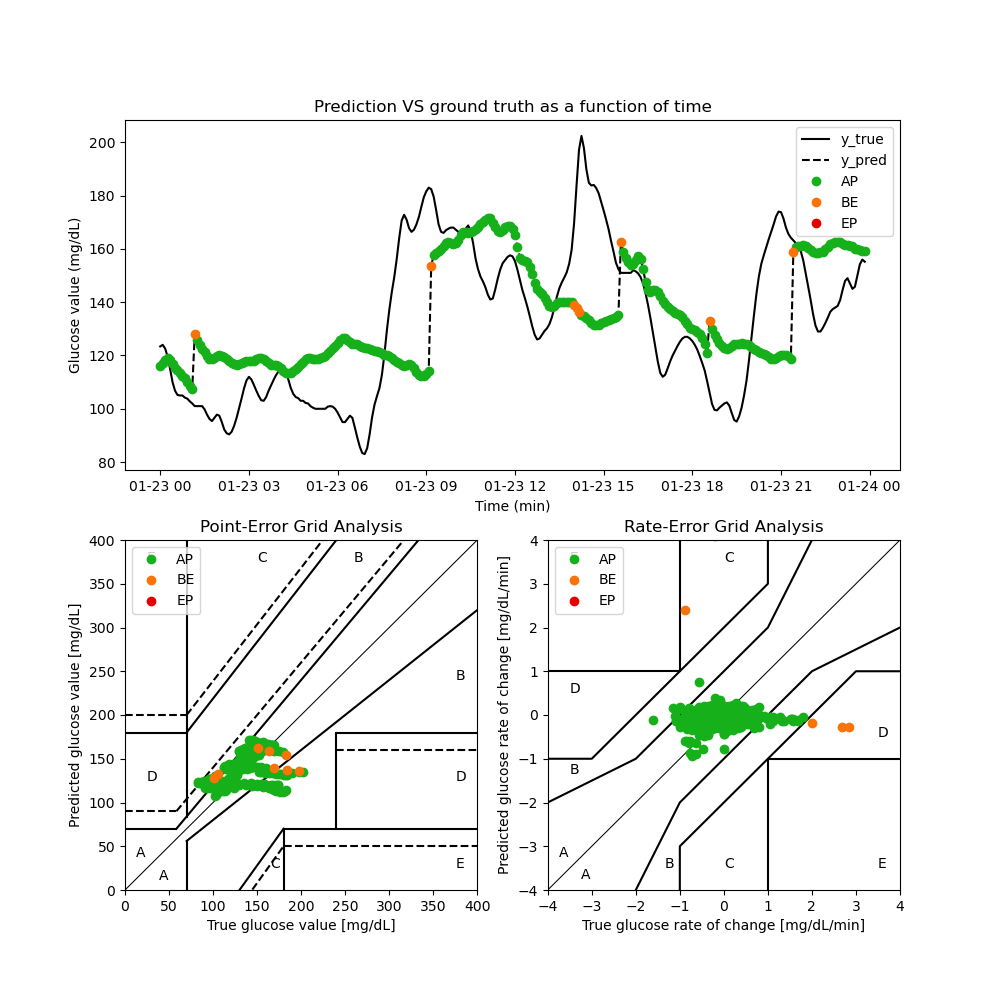 Prediction VS ground truth as a function of time
Glucose value (mg/dL)
200
180
160
140
120
100
80
y_true
y_pred
AP
BE
EP
01-23 00 01-23 03 01-23 06 01-23 09 01-23 12 01-23 15 01-23 18 01-23 21 01-24 00
Time (min)
Point-Error Grid Analysis
Predicted glucose value [mg/dL]
400
350
300
250
200
150
100
50
0
AP
BE
EP
C
B
B
D
D
A
A
C
E
0 50 100 150 200 250 300 350 400
True glucose value [mg/dL]
Rate-Error Grid Analysis
Predicted glucose rate of change [mg/dL/min]
4
3
2
1
0
−1
−2
−3
−4
AP
BE
EP
C
D
D
B
A
A
B
C
E
−4 −3 −2 −1 0 1 2 3 4
True glucose rate of change [mg/dL/min]